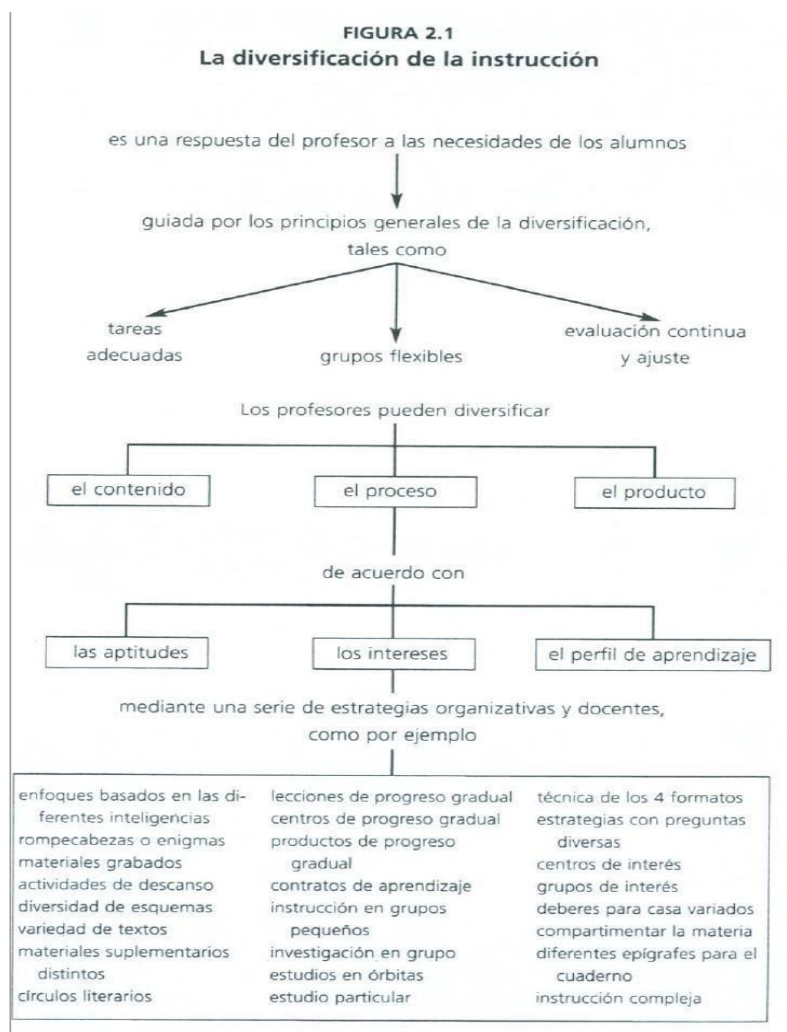 FIGURA 2.1
La diversificación de la instrucción
es una respuesta del profesor a las necesidades de los alumnos
guiada por los principios generales de la diversificación,
tales como
tareas
adecuadas
grupos flexibles
evaluación continua
y ajuste
Los profesores pueden diversificar
el contenido
el proceso
el producto
de acuerdo con
las aptitudes
los intereses
el perfil de aprendizaje
mediante una serie de estrategias organizativas y docentes,
como por ejemplo
enfoques basados en las di-
ferentes inteligencias
rompecabezas o enigmas
materiales grabados
actividades de descanso
diversidad de esquemas
variedad de textos
materiales suplementarios
distintos
círculos literarios
lecciones de progreso gradual
centros de progreso gradual
productos de progreso
gradual
contratos de aprendizaje
instrucción en grupos
pequeños
investigación en grupo
estudios en órbitas
estudio particular
técnica de los 4 formatos
estrategias con preguntas
diversas
centros de interés
grupos de interés
deberes para casa variados
compartimentar la materia
diferentes epígrafes para el
cuaderno
instrucción compleja